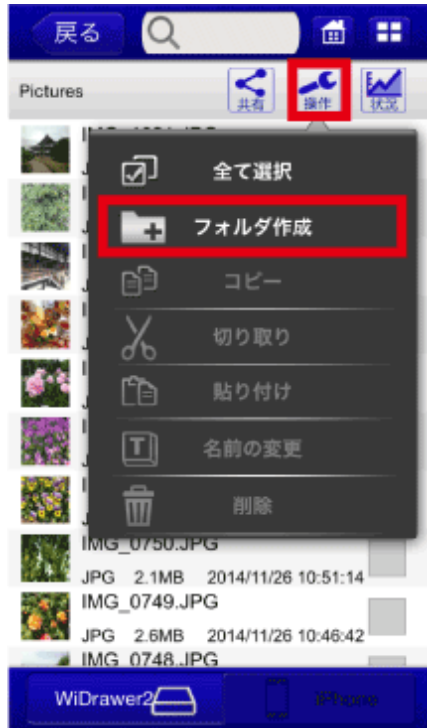 戻る
Pictures
共有
操作
状況
全て選択
フォルダ作成
コピー
切り取り
貼り付け
名前の変更
削除
IMG_0750.JPG
JPG 2.1MB 2014/11/26 10:51:14
IMG_0749.JPG
JPG 2.6MB 2014/11/26 10:46:42
IMG_0748.JPG
WiDrawer2